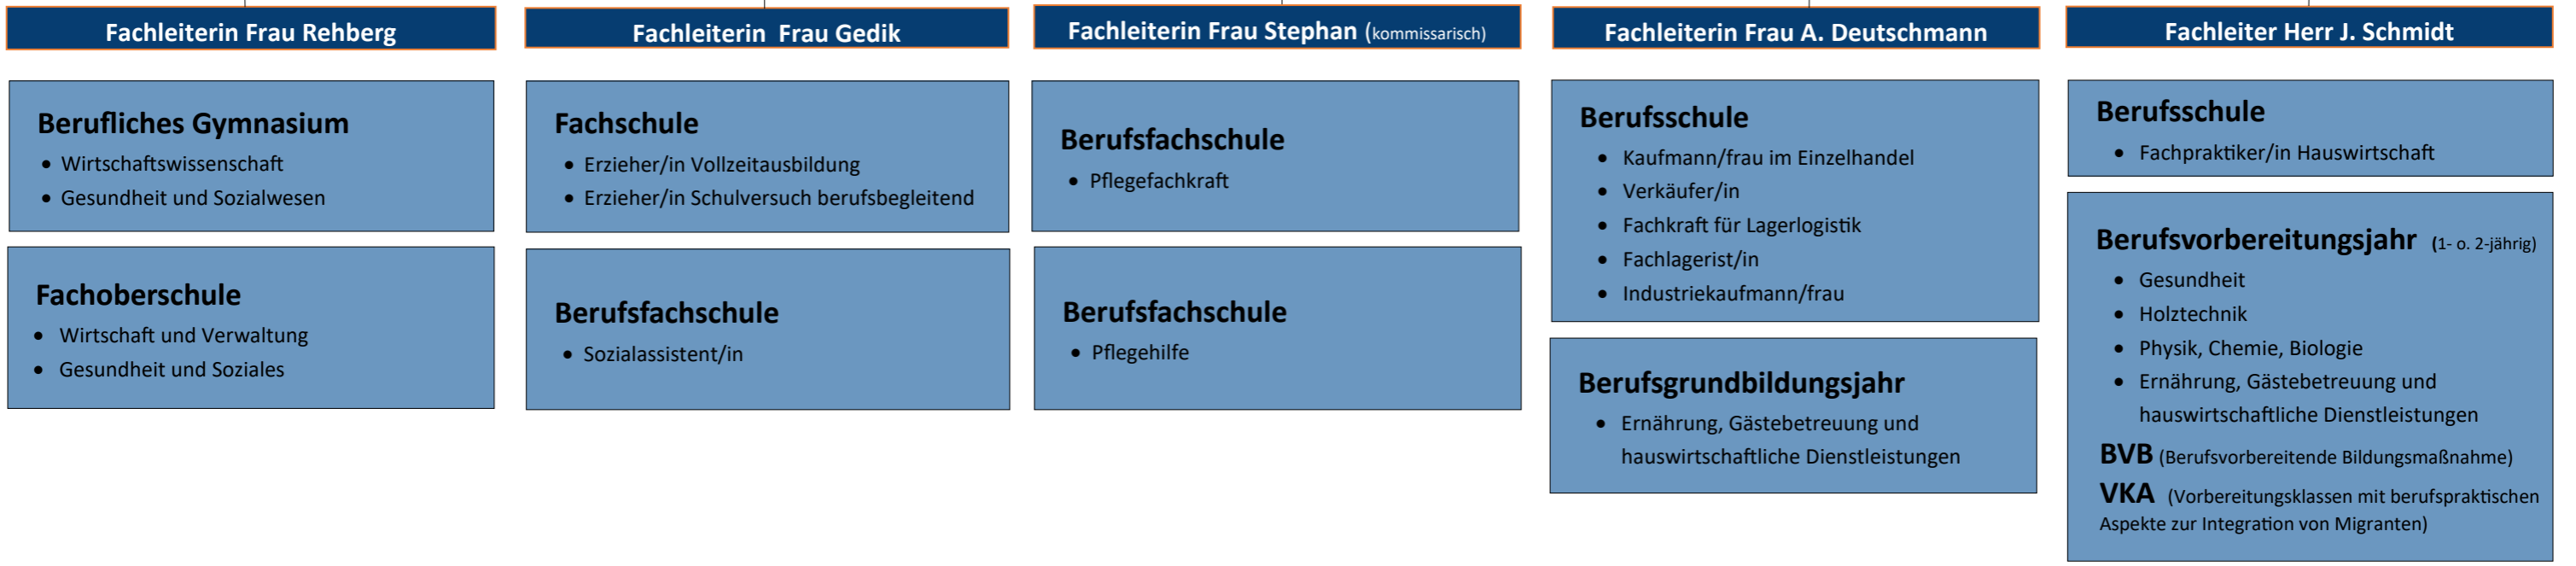 Fachleiterin Frau Rehberg
Berufliches Gymnasium
• Wirtschaftswissenschaft
• Gesundheit und Sozialwesen
Fachoberschule
• Wirtschaft und Verwaltung
• Gesundheit und Soziales
Fachleiterin Frau Gedik
Fachschule
• Erzieher/in Vollzeitausbildung
• Erzieher/in Schulversuch berufsbegleitend
Berufsfachschule
• Sozialassistent/in
Fachleiterin Frau Stephan (kommissarisch)
Berufsfachschule
• Pflegefachkraft
Berufsfachschule
• Pflegehilfe
Fachleiterin Frau A. Deutschmann
Berufsschule
• Kaufmann/frau im Einzelhandel
• Verkäufer/in
• Fachkraft für Lagerlogistik
• Fachlagerist/in
• Industriekaufmann/frau
Berufsgrundbildungsjahr
• Ernährung, Gästebetreuung und
hauswirtschaftliche Dienstleistungen
Fachleiter Herr J. Schmidt
Berufsschule
• Fachpraktiker/in Hauswirtschaft
Berufsvorbereitungsjahr (1- o. 2-jährig)
• Gesundheit
• Holztechnik
• Physik, Chemie, Biologie
• Ernährung, Gästebetreuung und
hauswirtschaftliche Dienstleistungen
BVB (Berufsvorbereitende Bildungsmaßnahme)
VKA (Vorbereitungsklassen mit berufspraktischen
Aspekte zur Integration von Migranten)